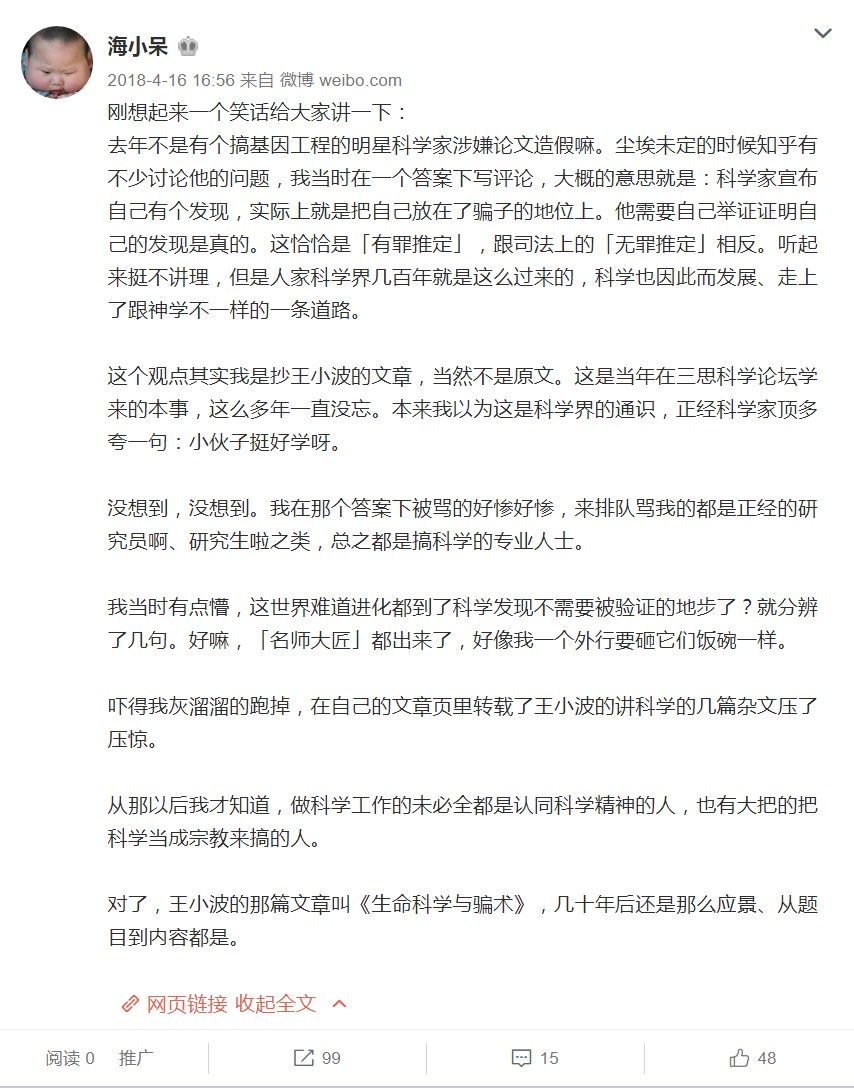 海小呆
2018-4-16 16:56 来自 微博 weibo.com
刚想起来一个笑话给大家讲一下：
去年不是有个搞基因工程的明星科学家涉嫌论文造假嘛。尘埃未定的时候知乎有
不少讨论他的问题，我当时在一个答案下写评论，大概的意思就是：科学家宣布
自己有个发现，实际上就是把自己放在了骗子的地位上。他需要自己举证证明自
己的发现是真的。这恰恰是「有罪推定」，跟司法上的「无罪推定」相反。听起
来挺不讲理，但是人家科学界几百年就是这么过来的，科学也因此而发展、走上
了跟神学不一样的一条道路。
这个观点其实我是抄王小波的文章，当然不是原文。这是当年在三思科学论坛学
来的本事，这么多年一直没忘。本来我以为这是科学界的通识，正经科学家顶多
夸一句：小伙子挺好学呀。
没想到，没想到。我在那个答案下被骂的好惨好惨，来排队骂我的都是正经的研
究员啊、研究生啦之类，总之都是搞科学的专业人士。
我当时有点懵，这世界难道进化都到了科学发现不需要被验证的地步了？就分辨
了几句。好嘛，「名师大匠」都出来了，好像我一个外行要砸它们饭碗一样。
吓得我灰溜溜的跑掉，在自己的文章页里转载了王小波的讲科学的几篇杂文压了
压惊。
从那以后我才知道，做科学工作的未必全都是认同科学精神的人，也有大把的把
科学当成宗教来搞的人。
对了，王小波的那篇文章叫《生命科学与骗术》，几十年后还是那么应景、从题
目到内容都是。
网页链接 收起全文
阅读 0 推广 99 15 48